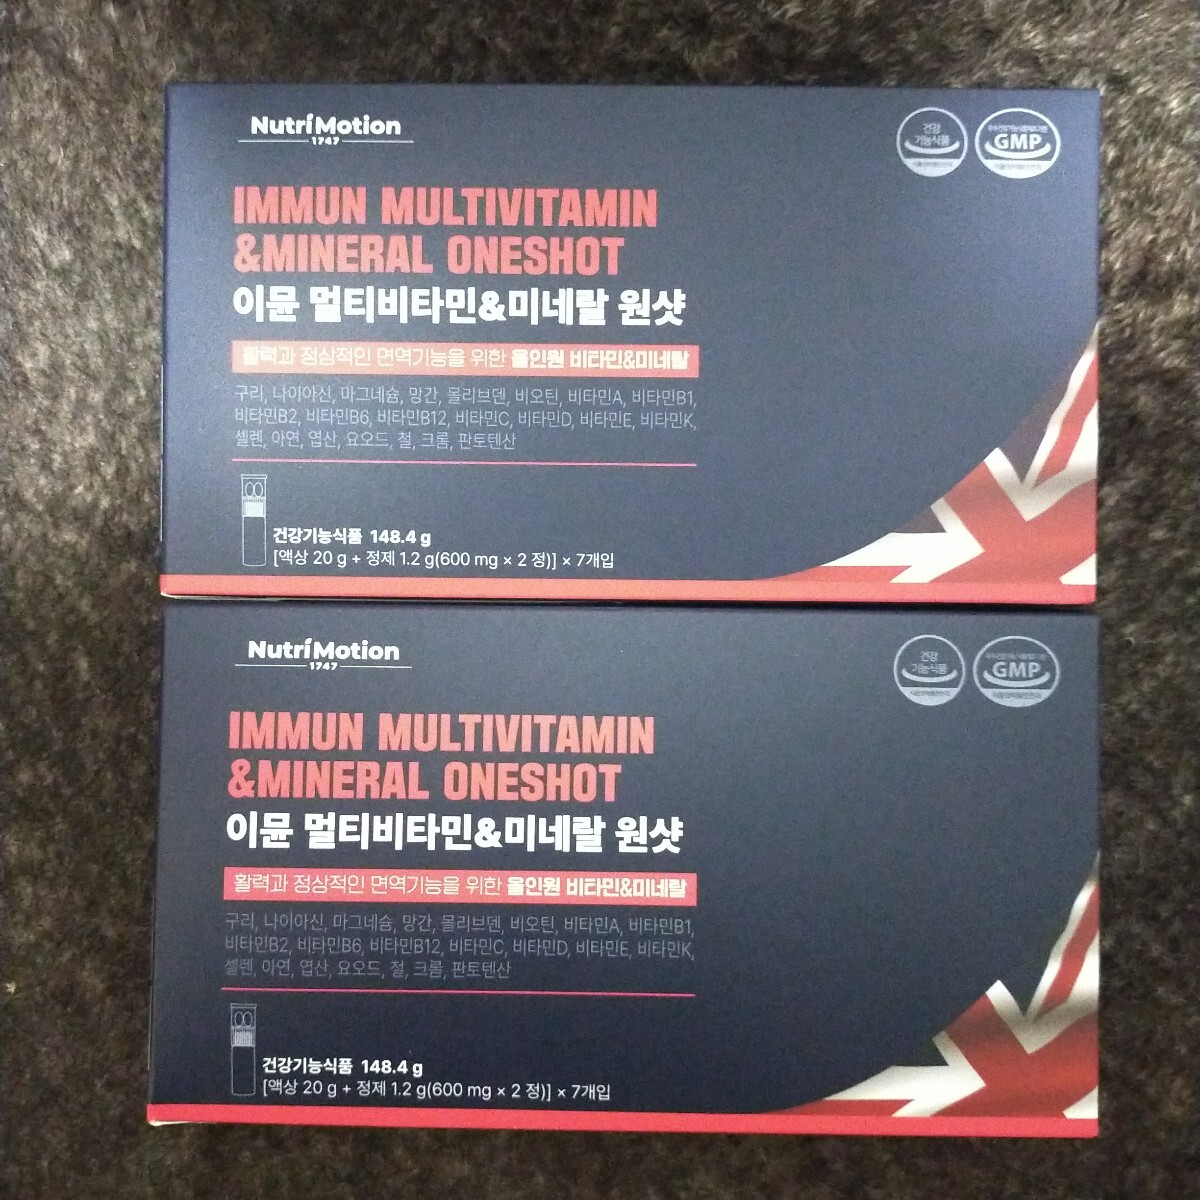 NutriMotion
1747
건강
기능식품
GMP
IMMUN MULTIVITAMIN
&MINERAL ONESHOT
이뮨 멀티비타민&미네랄 원샷
활력과 정상적인 면역기능을 위한 올인원 비타민&미네랄
구리, 나이아신, 마그네슘, 망간, 몰리브덴, 비오틴, 비타민A, 비타민B1,
비타민B2, 비타민B6, 비타민B12, 비타민C, 비타민D, 비타민E, 비타민K,
셀렌, 아연, 엽산, 요오드, 철, 크롬, 판토텐산
건강기능식품 148.4 g
[액상 20 g + 정제 1.2 g(600 mg × 2 정)] × 7개입
NutriMotion
1747
건강
기능식품
GMP
IMMUN MULTIVITAMIN
&MINERAL ONESHOT
이뮨 멀티비타민&미네랄 원샷
활력과 정상적인 면역기능을 위한 올인원 비타민&미네랄
구리, 나이아신, 마그네슘, 망간, 몰리브덴, 비오틴, 비타민A, 비타민B1,
비타민B2, 비타민B6, 비타민B12, 비타민C, 비타민D, 비타민E, 비타민K,
셀렌, 아연, 엽산, 요오드, 철, 크롬, 판토텐산
건강기능식품 148.4 g
[액상 20 g + 정제 1.2 g(600 mg × 2 정)] × 7개입